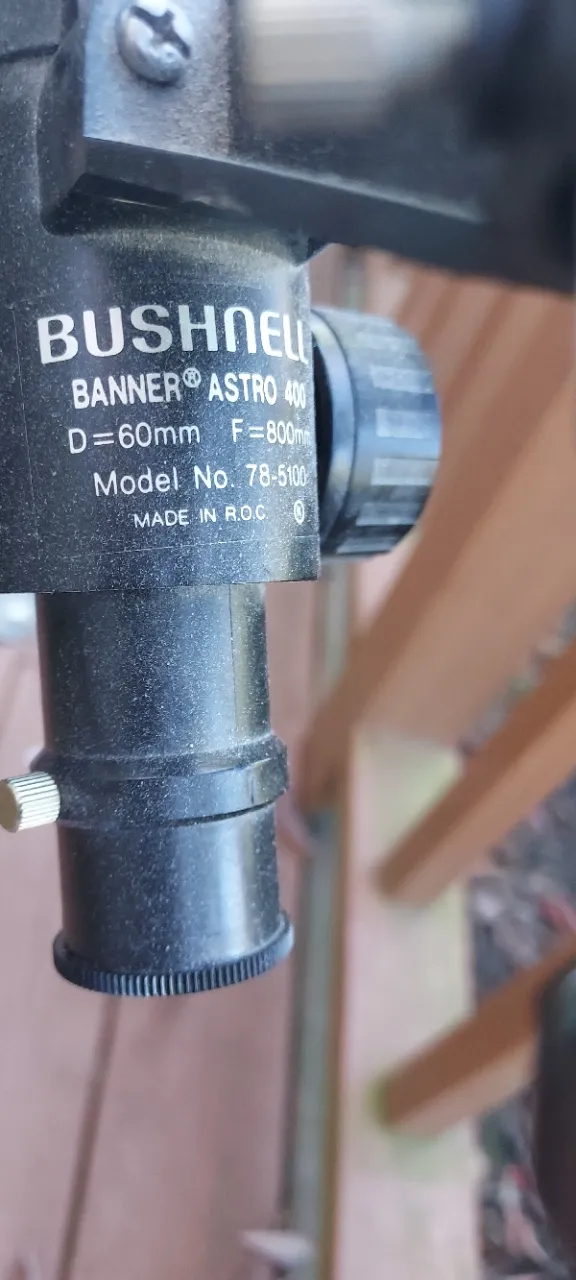 BUSHNELL
BANNER® ASTRO 400
D=60mm F=800mm
Model No. 78-5100
MADE IN R.O.C. Ⓚ